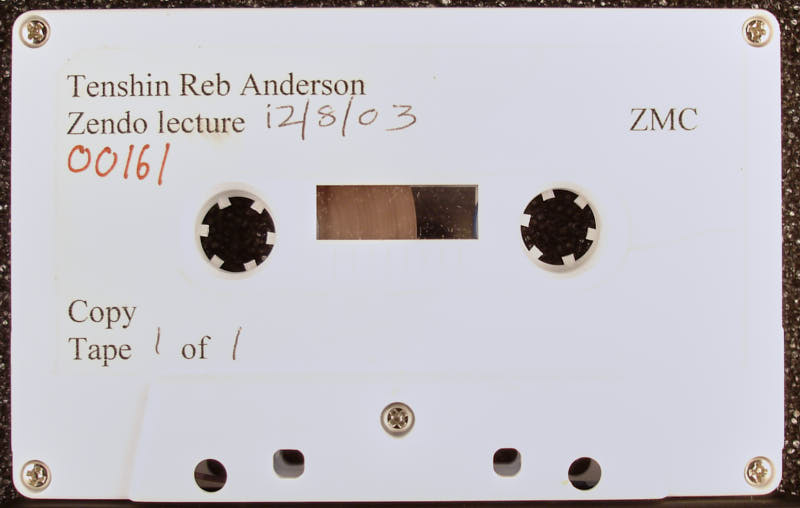 Tenshin Reb Anderson
Zendo lecture 12/8/03 ZMC
00161
Copy
Tape 1 of 1